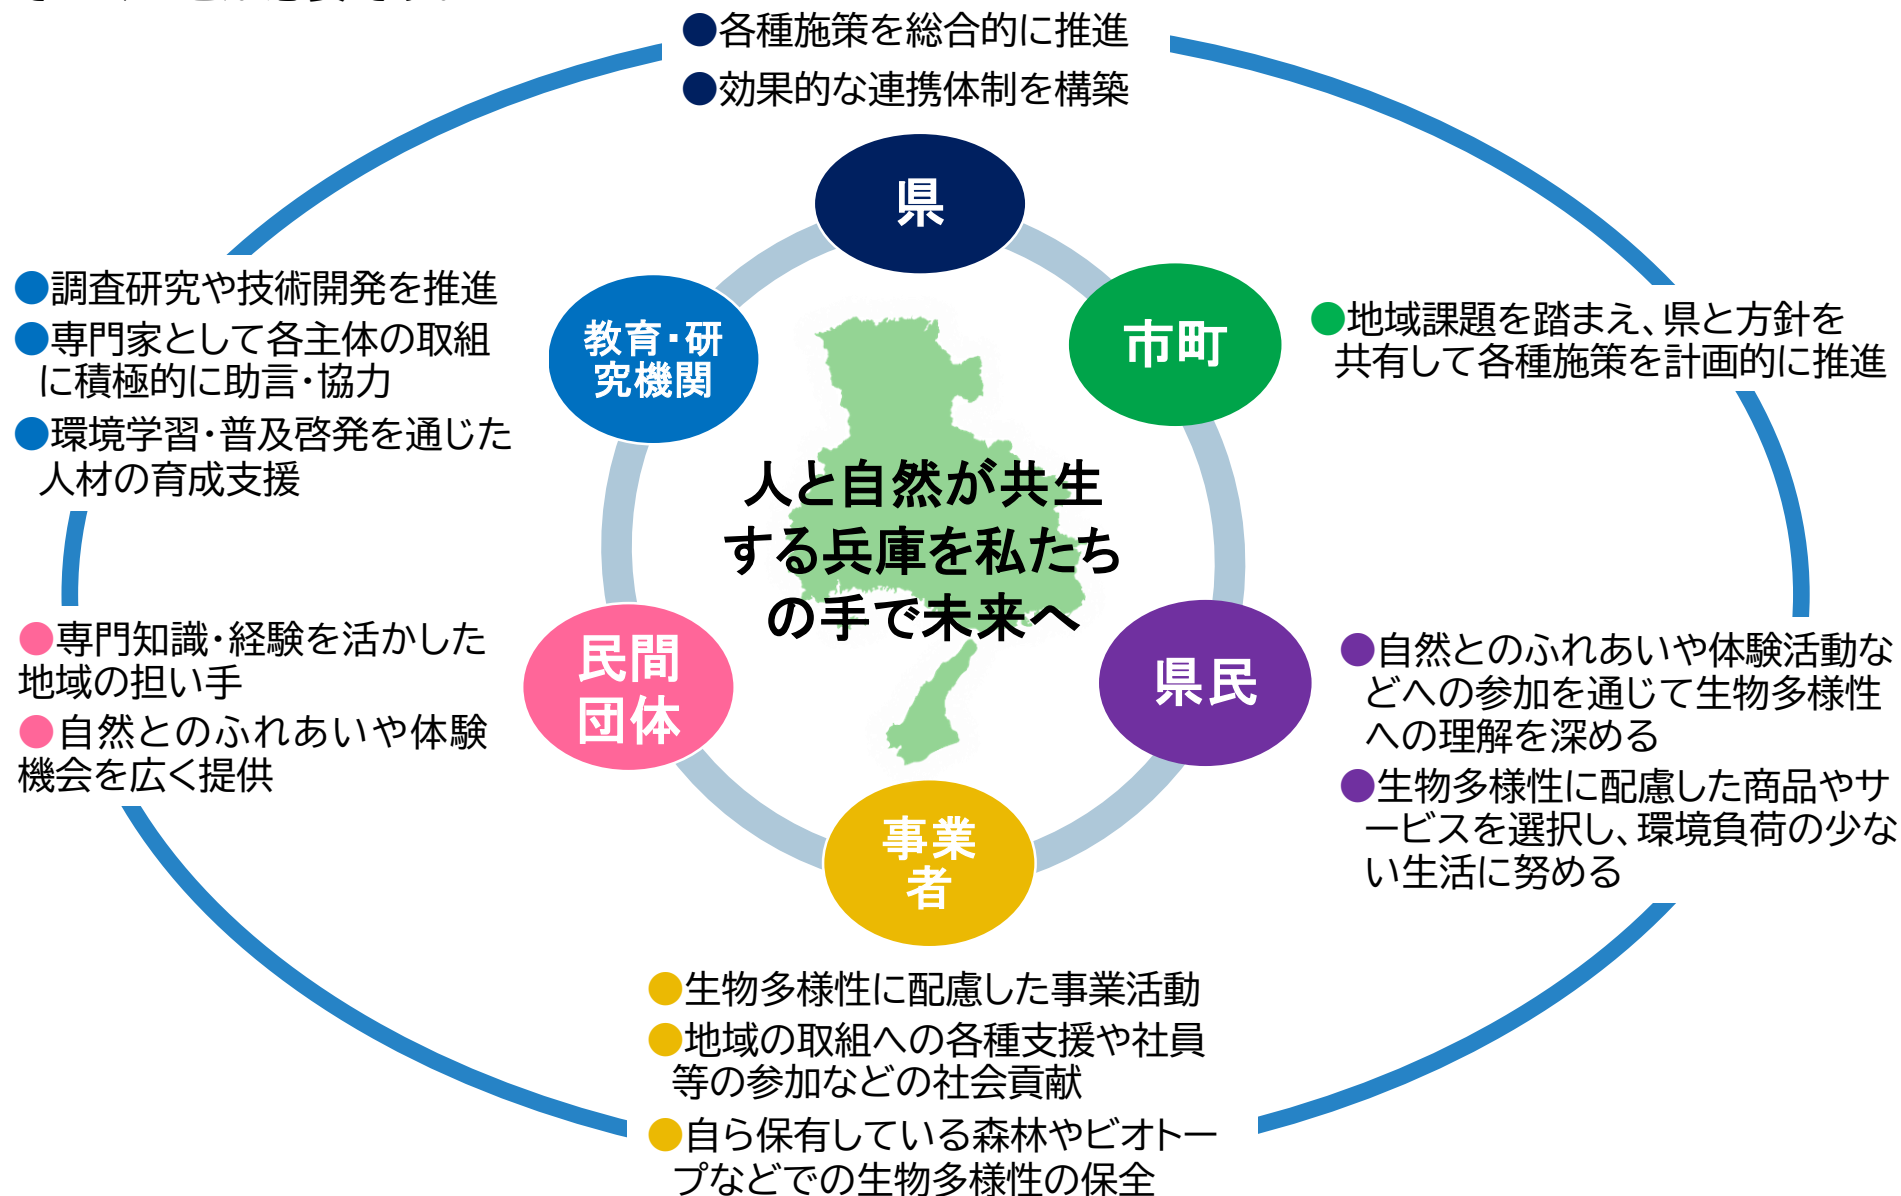 ●各種施策を総合的に推進
●効果的な連携体制を構築
県
●調査研究や技術開発を推進
●専門家として各主体の取組
に積極的に助言・協力
●環境学習・普及啓発を通じた
人材の育成支援
教育・研
究機関
市町
●地域課題を踏まえ、県と方針を
共有して各種施策を計画的に推進
人と自然が共生
する兵庫を私たち
の手で未来へ
●専門知識・経験を活かした
地域の担い手
●自然とのふれあいや体験
機会を広く提供
民間
団体
県民
●自然とのふれあいや体験活動な
どへの参加を通じて生物多様性
への理解を深める
●生物多様性に配慮した商品やサ
ービスを選択し、環境負荷の少な
い生活に努める
事業
者
●生物多様性に配慮した事業活動
●地域の取組への各種支援や社員
等の参加などの社会貢献
●自ら保有している森林やビオトー
プなどでの生物多様性の保全